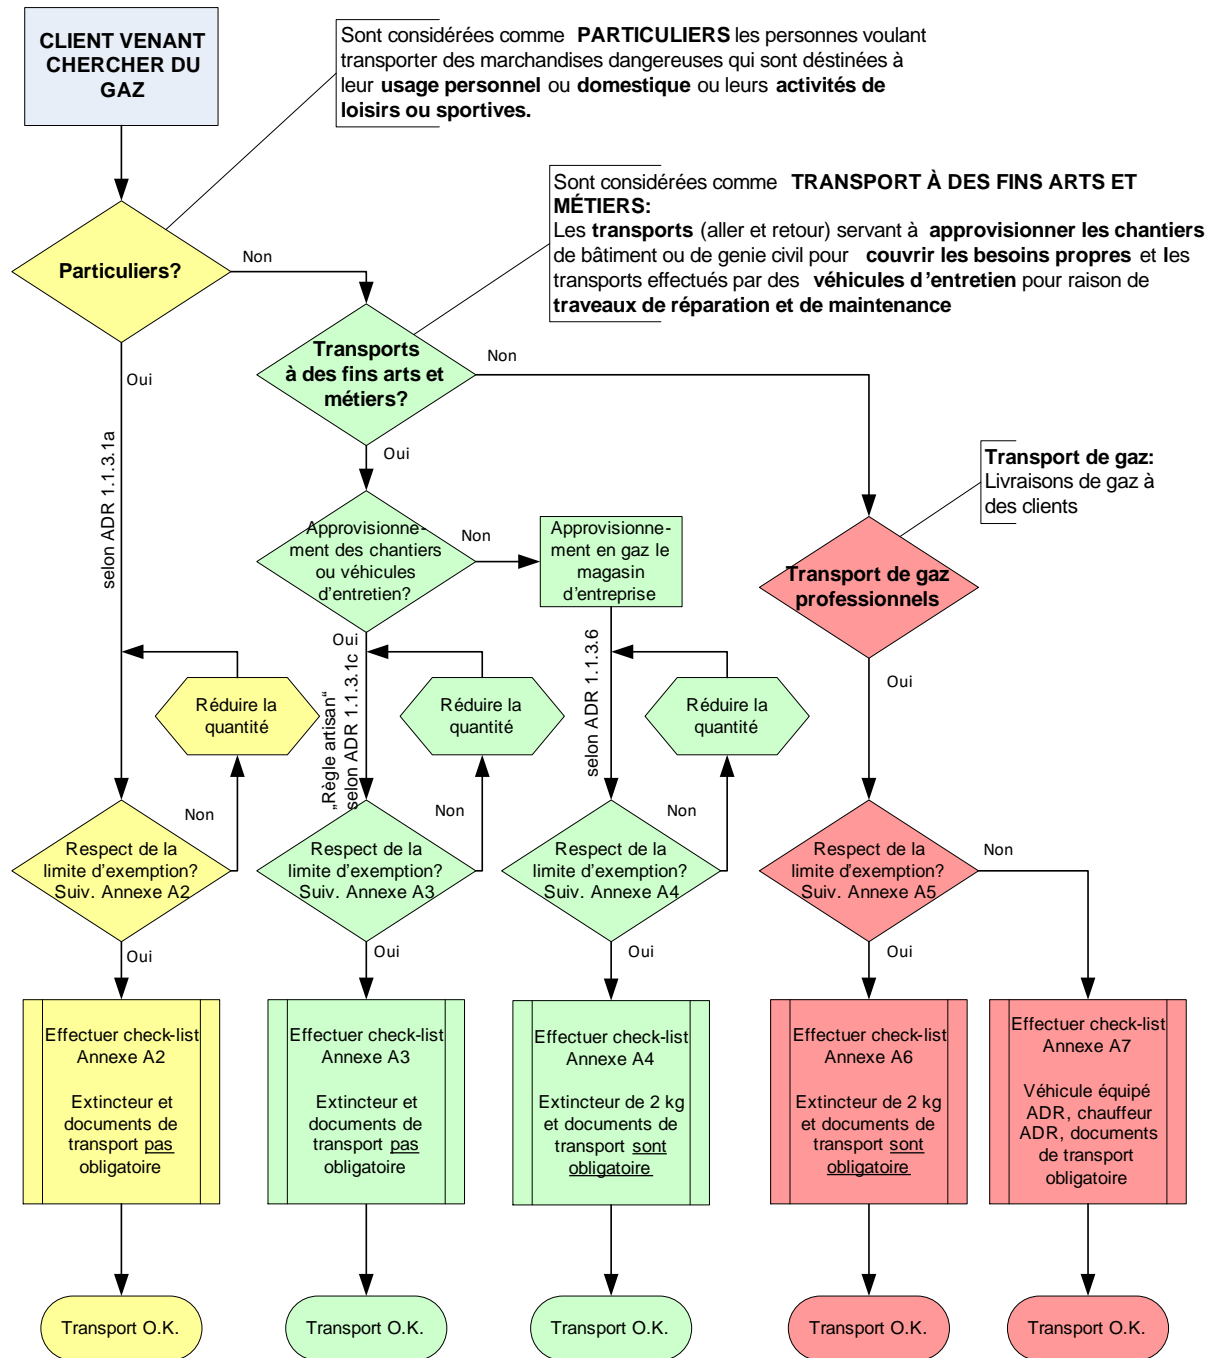 CLIENT VENANT
CHERCHER DU
GAZ
Sont considérées comme PARTICULIERS les personnes voulant
transporter des marchandises dangereuses qui sont déstinées à
leur usage personnel ou domestique ou leurs activités de
loisirs ou sportives.
Sont considérées comme TRANSPORT À DES FINS ARTS ET
MÉTIERS:
Les transports (aller et retour) servant à approvisionner les chantiers
de bâtiment ou de genie civil pour couvrir les besoins propres et les
transports effectués par des véhicules d'entretien pour raison de
traveaux de réparation et de maintenance
Particuliers?
Non
Oui
selon ADR 1.1.3.1a
Transports
à des fins arts et
métiers?
Non
Oui
Transport de gaz:
Livraisons de gaz à
des clients
Approvisionne-
ment des chantiers
ou véhicules
d'entretien?
Non
Oui
Approvisionne-
ment en gaz le
magasin
d'entreprise
Transport de gaz
professionnels
Oui
„Règle artisan“
selon ADR 1.1.3.1c
selon ADR 1.1.3.6
Réduire la
quantité
Réduire la
quantité
Réduire la
quantité
Non
Non
Non
Non
Respect de la
limite d'exemption?
Suiv. Annexe A2
Respect de la
limite d'exemption?
Suiv. Annexe A3
Respect de la
limite d'exemption?
Suiv. Annexe A4
Respect de la
limite d'exemption?
Suiv. Annexe A5
Oui
Oui
Oui
Oui
Effectuer check-list
Annexe A2
Extincteur et
documents de
transport pas
obligatoire
Effectuer check-list
Annexe A3
Extincteur et
documents de
transport pas
obligatoire
Effectuer check-list
Annexe A4
Extincteur de 2 kg
et documents de
transport sont
obligatoire
Effectuer check-list
Annexe A6
Extincteur de 2 kg
et documents de
transport sont
obligatoire
Effectuer check-list
Annexe A7
Véhicule équipé
ADR, chauffeur
ADR, documents
de transport
obligatoire
Transport O.K.
Transport O.K.
Transport O.K.
Transport O.K.
Transport O.K.